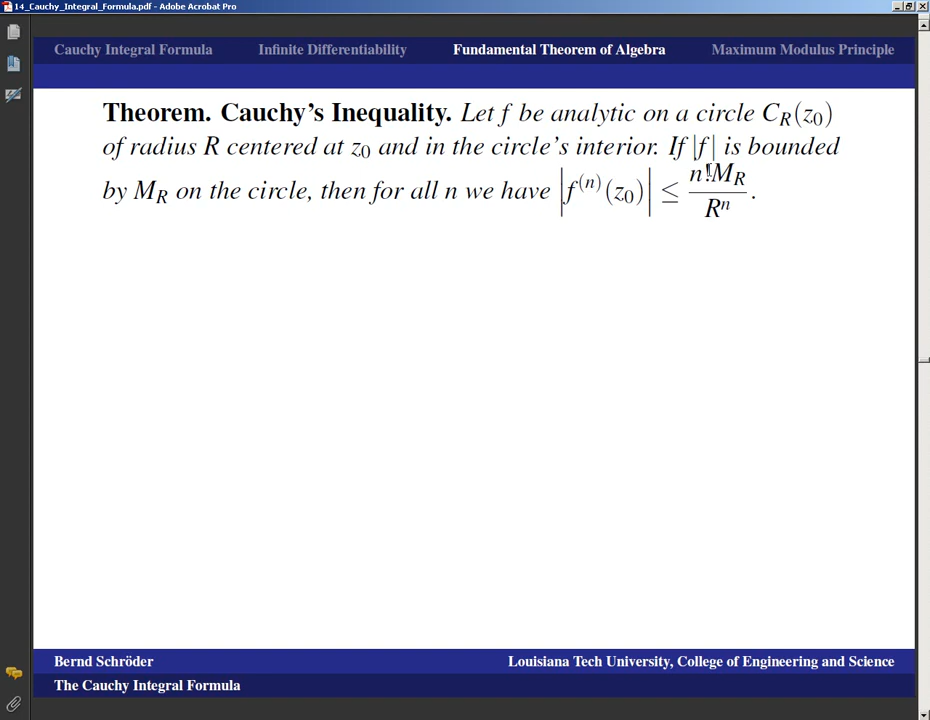 14_Cauchy_Integral_Formula.pdf - Adobe Acrobat Pro
Cauchy Integral Formula Infinite Differentiability Fundamental Theorem of Algebra Maximum Modulus Principle
Theorem. Cauchy's Inequality. Let f be analytic on a circle C_R(z_0)
of radius R centered at z_0 and in the circle's interior. If |f| is bounded
by M_R on the circle, then for all n we have |f^(n)(z_0)| ≤ n!M_R / R^n .
Bernd Schröder Louisiana Tech University, College of Engineering and Science
The Cauchy Integral Formula